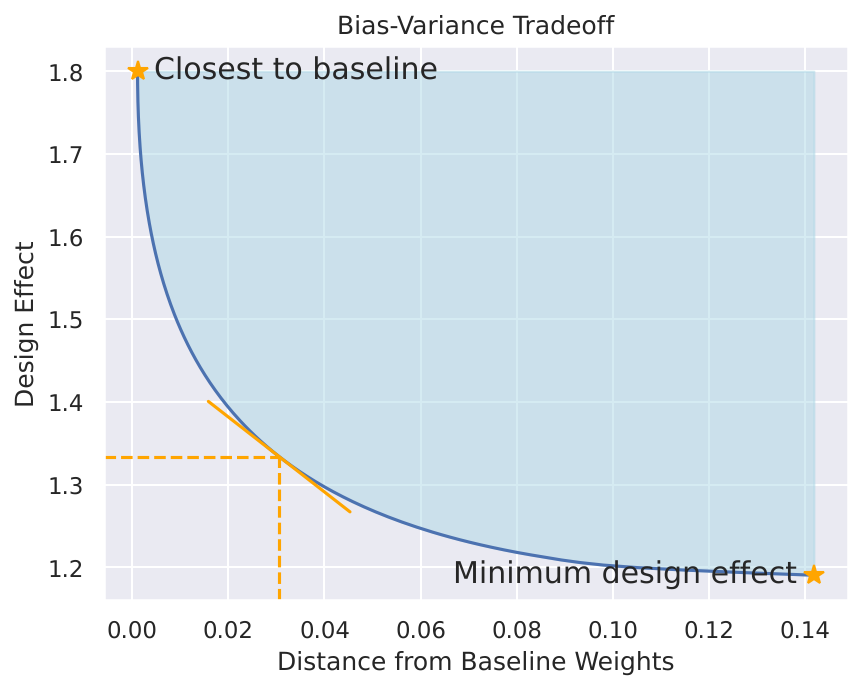 Bias-Variance Tradeoff
1.8
Closest to baseline
1.7
1.6
1.5
Design Effect
1.4
1.3
1.2
Minimum design effect
0.00 0.02 0.04 0.06 0.08 0.10 0.12 0.14
Distance from Baseline Weights